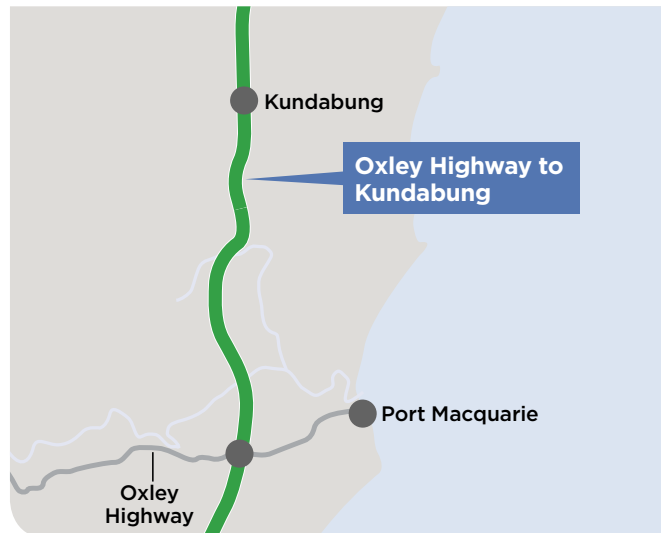 Kundabung
Oxley Highway to
Kundabung
Port Macquarie
Oxley
Highway